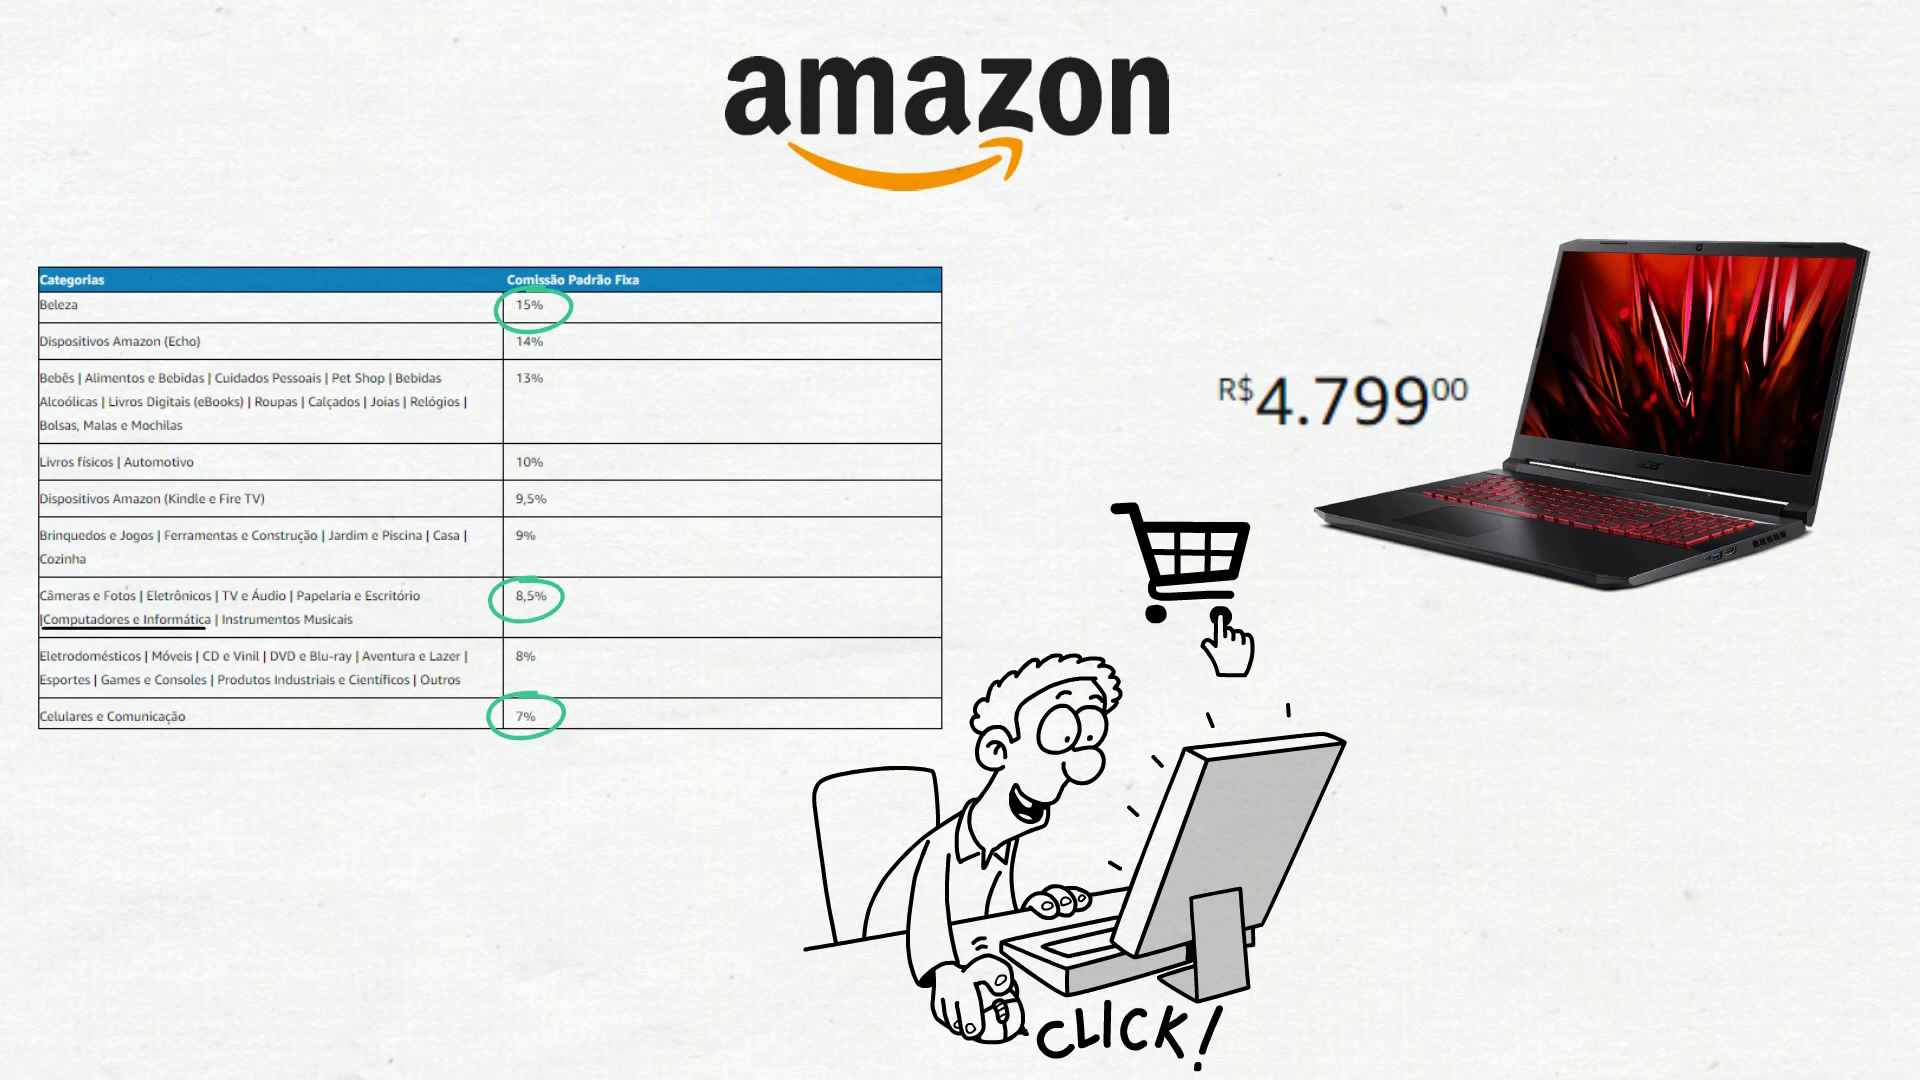 amazon
Categorias Comissão Padrão Fixa
Beleza 15%
Dispositivos Amazon (Echo) 14%
Bebês | Alimentos e Bebidas | Cuidados Pessoais | Pet Shop | Bebidas 13%
Alcoólicas | Livros Digitais (eBooks) | Roupas | Calçados | Joias | Relógios |
Bolsas, Malas e Mochilas
Livros físicos | Automotivo 10%
Dispositivos Amazon (Kindle e Fire TV) 9,5%
Brinquedos e Jogos | Ferramentas e Construção | Jardim e Piscina | Casa | 9%
Cozinha
Câmeras e Fotos | Eletrônicos | TV e Áudio | Papelaria e Escritório 8,5%
|Computadores e Informática | Instrumentos Musicais
Eletrodomésticos | Móveis | CD e Vinil | DVD e Blu-ray | Aventura e Lazer | 8%
Esportes | Games e Consoles | Produtos Industriais e Científicos | Outros
Celulares e Comunicação 7%
R$4.79900
acer
CLICK!